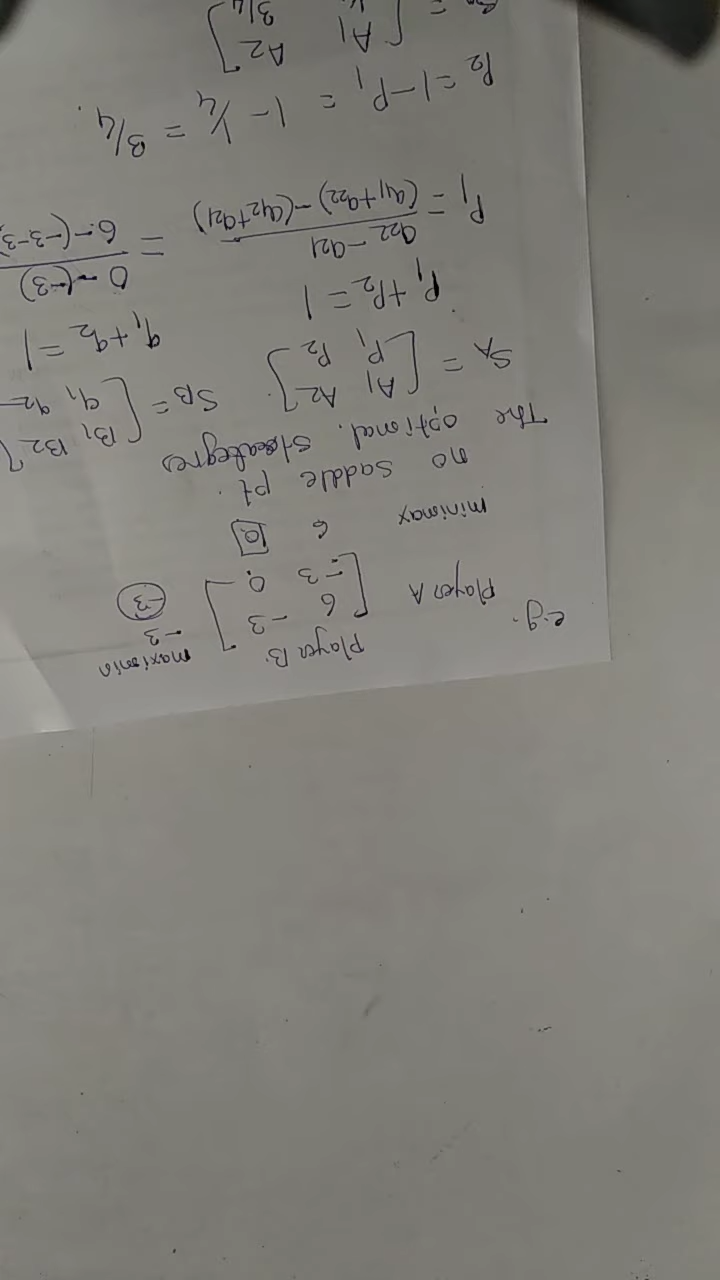 Player B
maximin
e.g.
Player A [ 6 -3 ] -3
[ -3 0 ] (-3)
minimax 6 0
no saddle pt.
The optional. strategies
SA = [ A1 A2 SB = [ B1 B2
P1 P2 ] q1 q2 ]
P1 + P2 = 1 q1 + q2 = 1
P1 = a22 - a21 / (a11 + a22) - (a12 + a21) = 0 - (-3) / 6 - (-3-3
P2 = 1 - P1 = 1 - 1/4 = 3/4.
[ A1 A2 ]
3/4